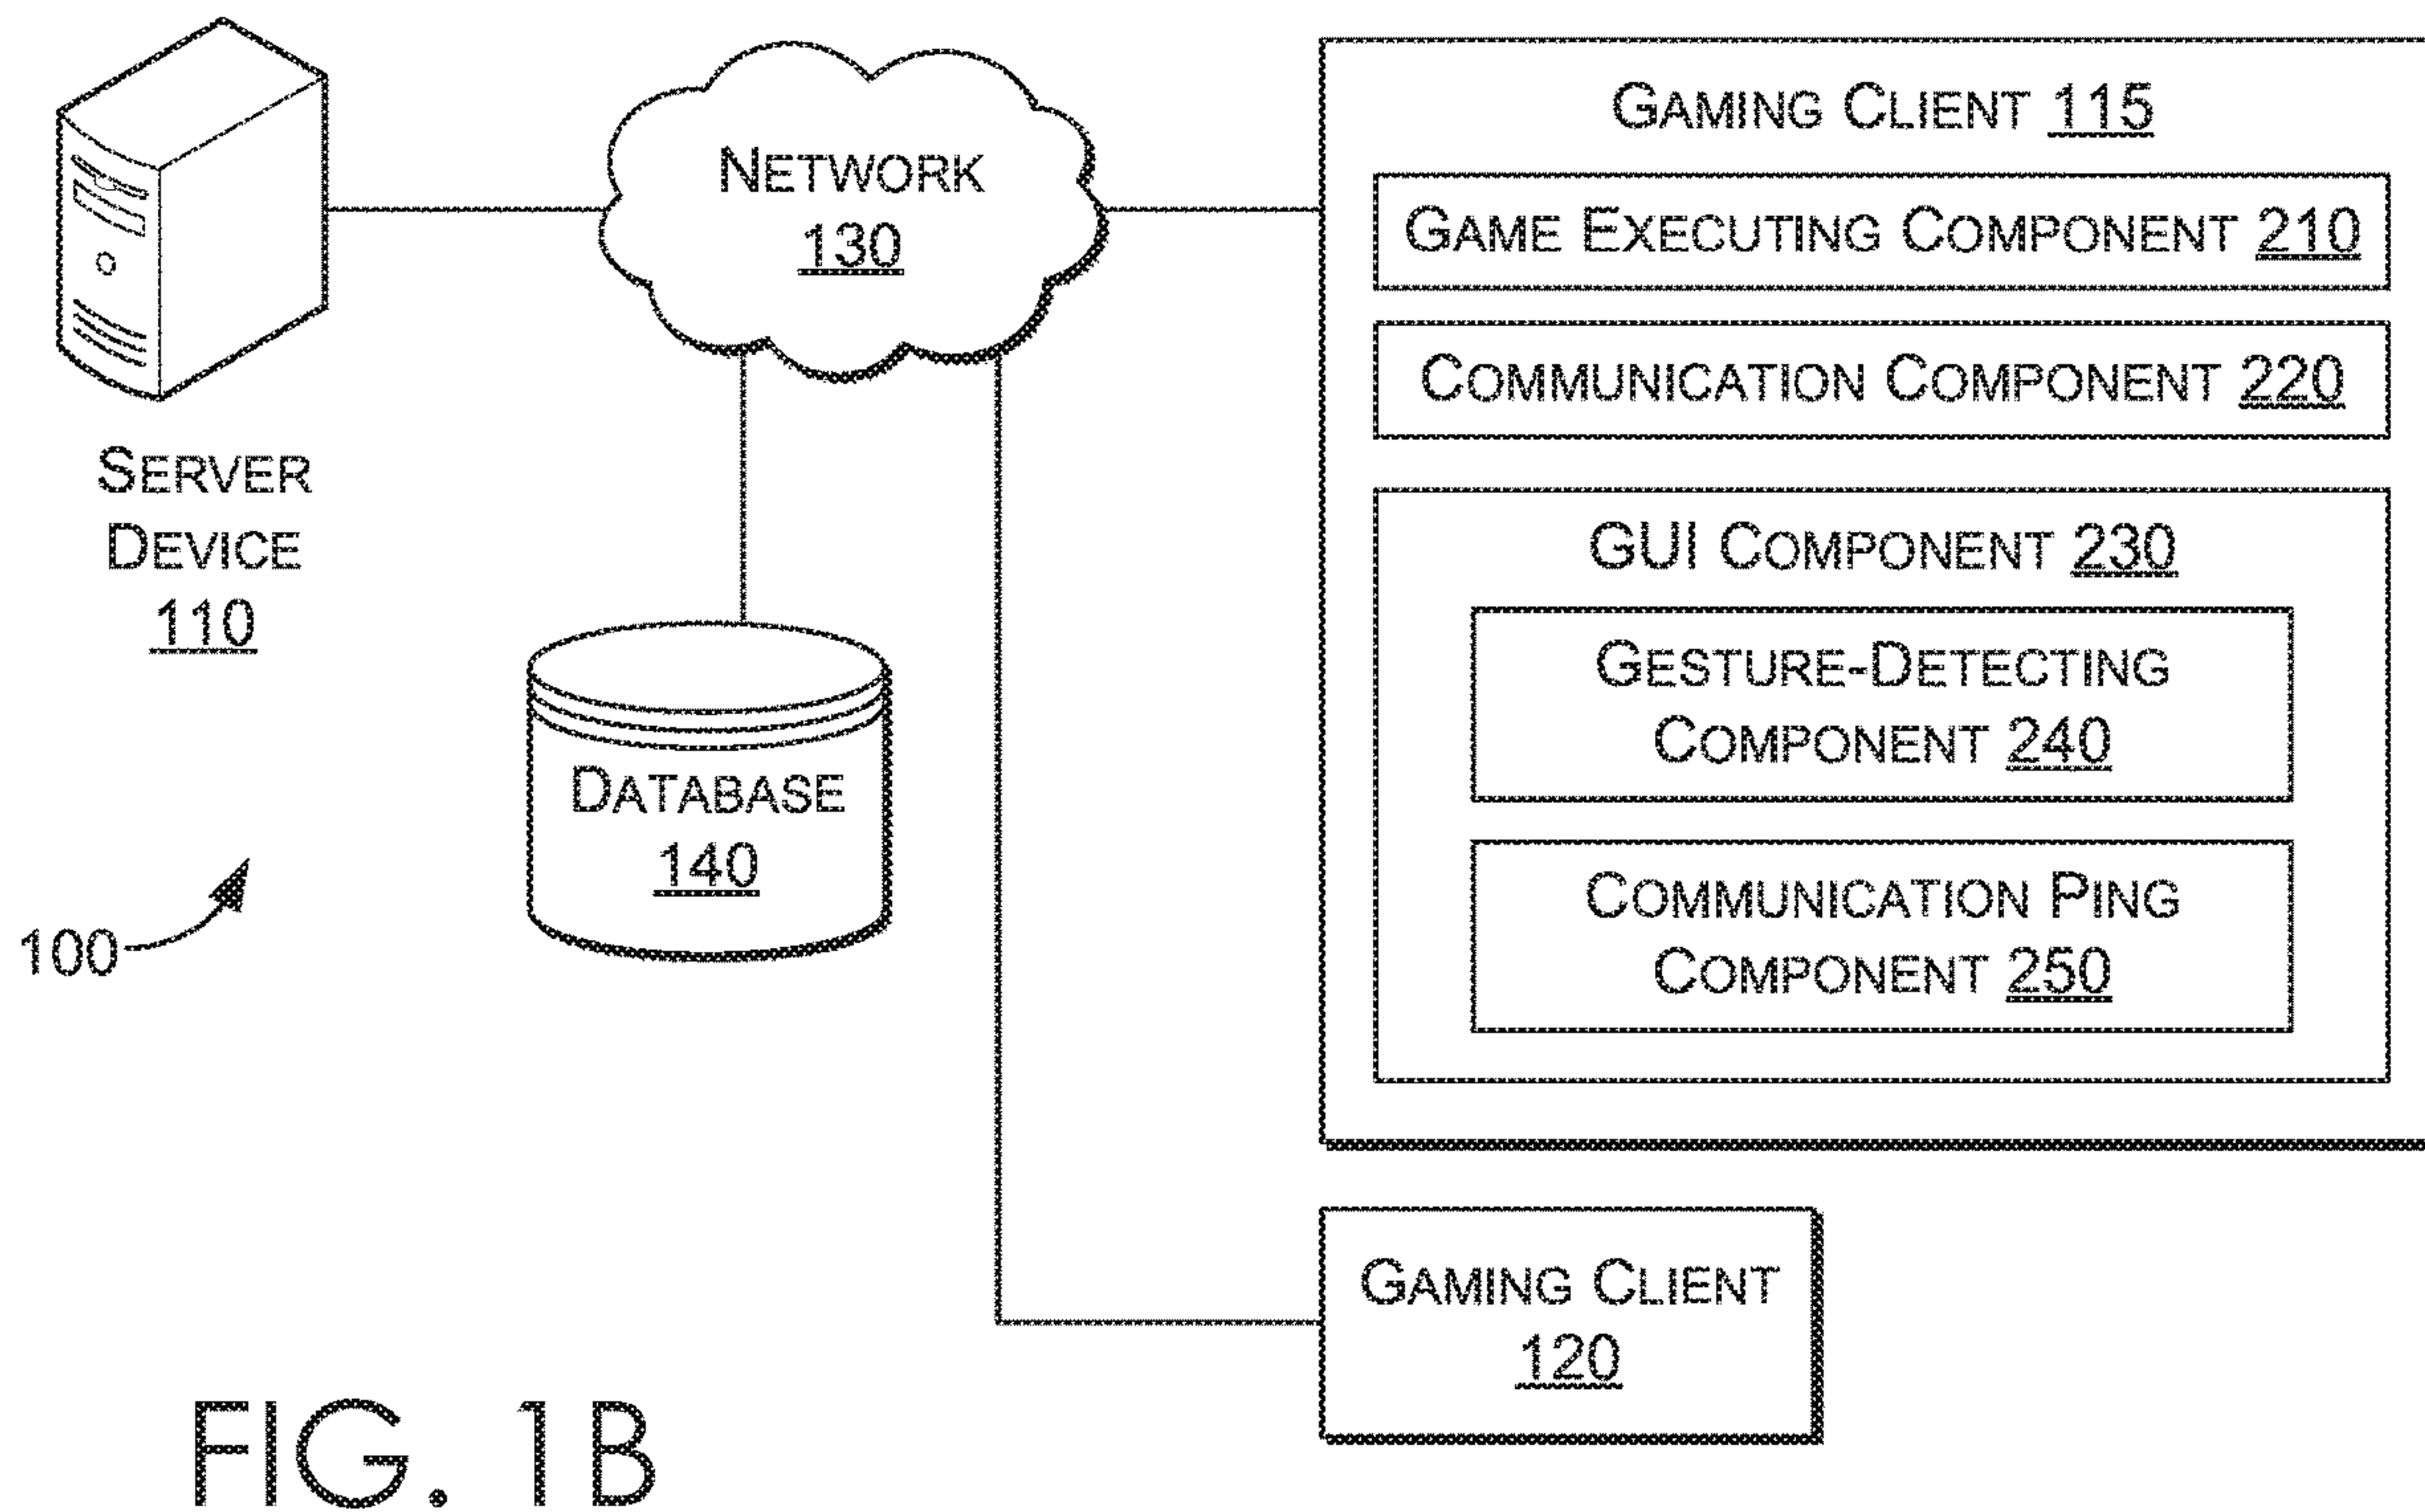 SERVER
DEVICE
110
NETWORK
130
DATABASE
140
100
GAMING CLIENT 115
GAME EXECUTING COMPONENT 210
COMMUNICATION COMPONENT 220
GUI COMPONENT 230
GESTURE-DETECTING
COMPONENT 240
COMMUNICATION PING
COMPONENT 250
GAMING CLIENT
120
FIG. 1B